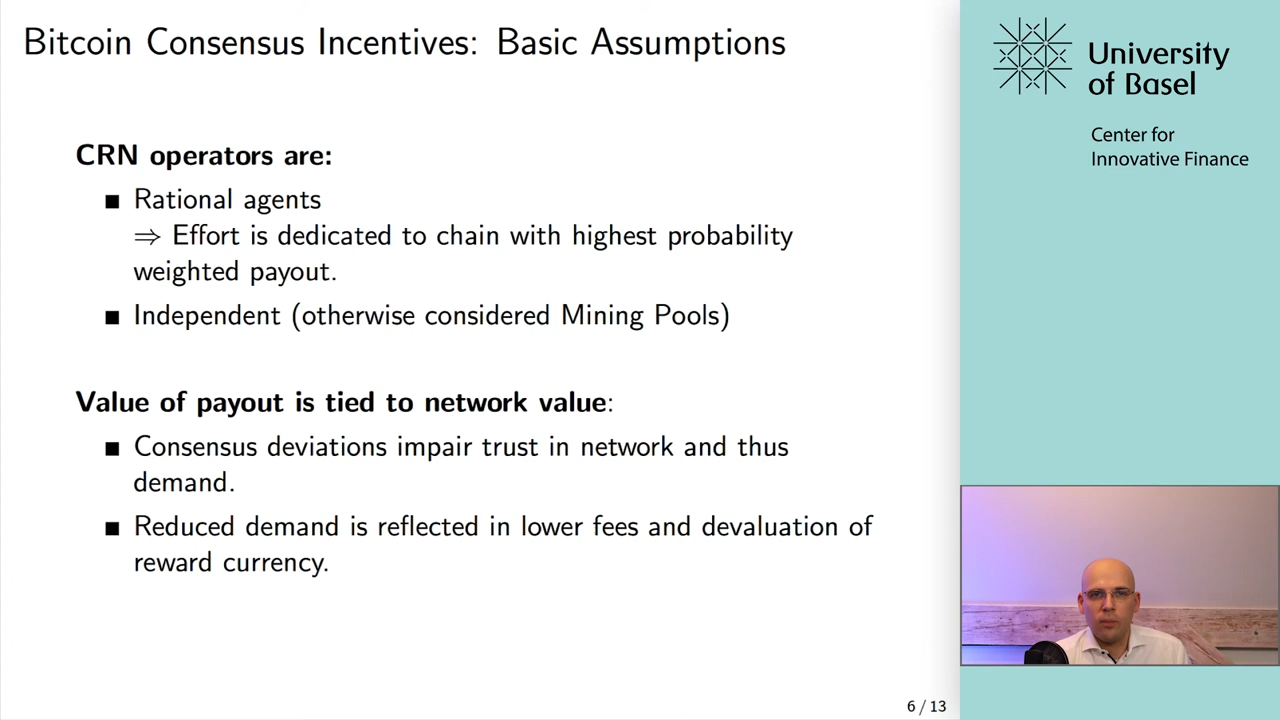 Bitcoin Consensus Incentives: Basic Assumptions
CRN operators are:
■ Rational agents
⇒ Effort is dedicated to chain with highest probability
weighted payout.
■ Independent (otherwise considered Mining Pools)
Value of payout is tied to network value:
■ Consensus deviations impair trust in network and thus
demand.
■ Reduced demand is reflected in lower fees and devaluation of
reward currency.
6 / 13
University
of Basel
Center for
Innovative Finance